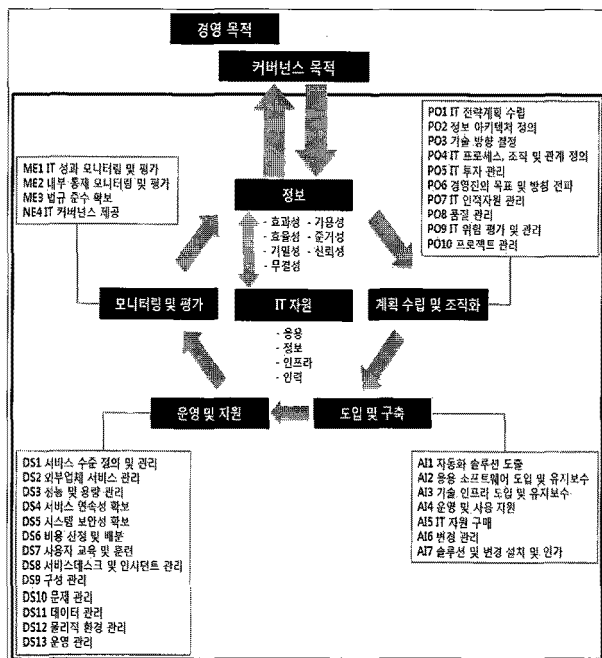 경영 목적
커버넌스 목적
PO1 IT 전략계획 수립
PO2 정보 아키텍처 정의
PO3 기술 방향 결정
PO4 IT 프로세스, 조직 및 관계 정의
PO5 IT 투자 관리
PO6 경영진의 목표 및 방침 전파
PO7 IT 인적자원 관리
PO8 품질 관리
PO9 IT 위험 평가 및 관리
PO10 프로젝트 관리
ME1 IT 성과 모니터링 및 평가
ME2 내부 통제 모니터링 및 평가
ME3 법규 준수 확보
NE4 IT 커버넌스 제공
정보
- 효과성 - 가용성
- 효율성 - 준거성
- 기밀성 - 신뢰성
- 무결성
모니터링 및 평가
IT 자원
계획 수립 및 조직화
- 응용
- 정보
- 인프라
- 인력
운영 및 지원
도입 및 구축
DS1 서비스 수준 정의 및 관리
DS2 외부업체 서비스 관리
DS3 성능 및 용량 관리
DS4 서비스 연속성 확보
DS5 시스템 보안성 확보
DS6 비용 산정 및 배분
DS7 사용자 교육 및 훈련
DS8 서비스데스크 및 인시던트 관리
DS9 구성 관리
DS10 문제 관리
DS11 데이터 관리
DS12 물리적 환경 관리
DS13 운영 관리
AI1 자동화 솔루션 도출
AI2 응용 소프트웨어 도입 및 유지보수
AI3 기술 인프라 도입 및 유지보수
AI4 운영 및 사용 지원
AI5 IT 자원 구매
AI6 변경 관리
AI7 솔루션 및 변경 설치 및 인가